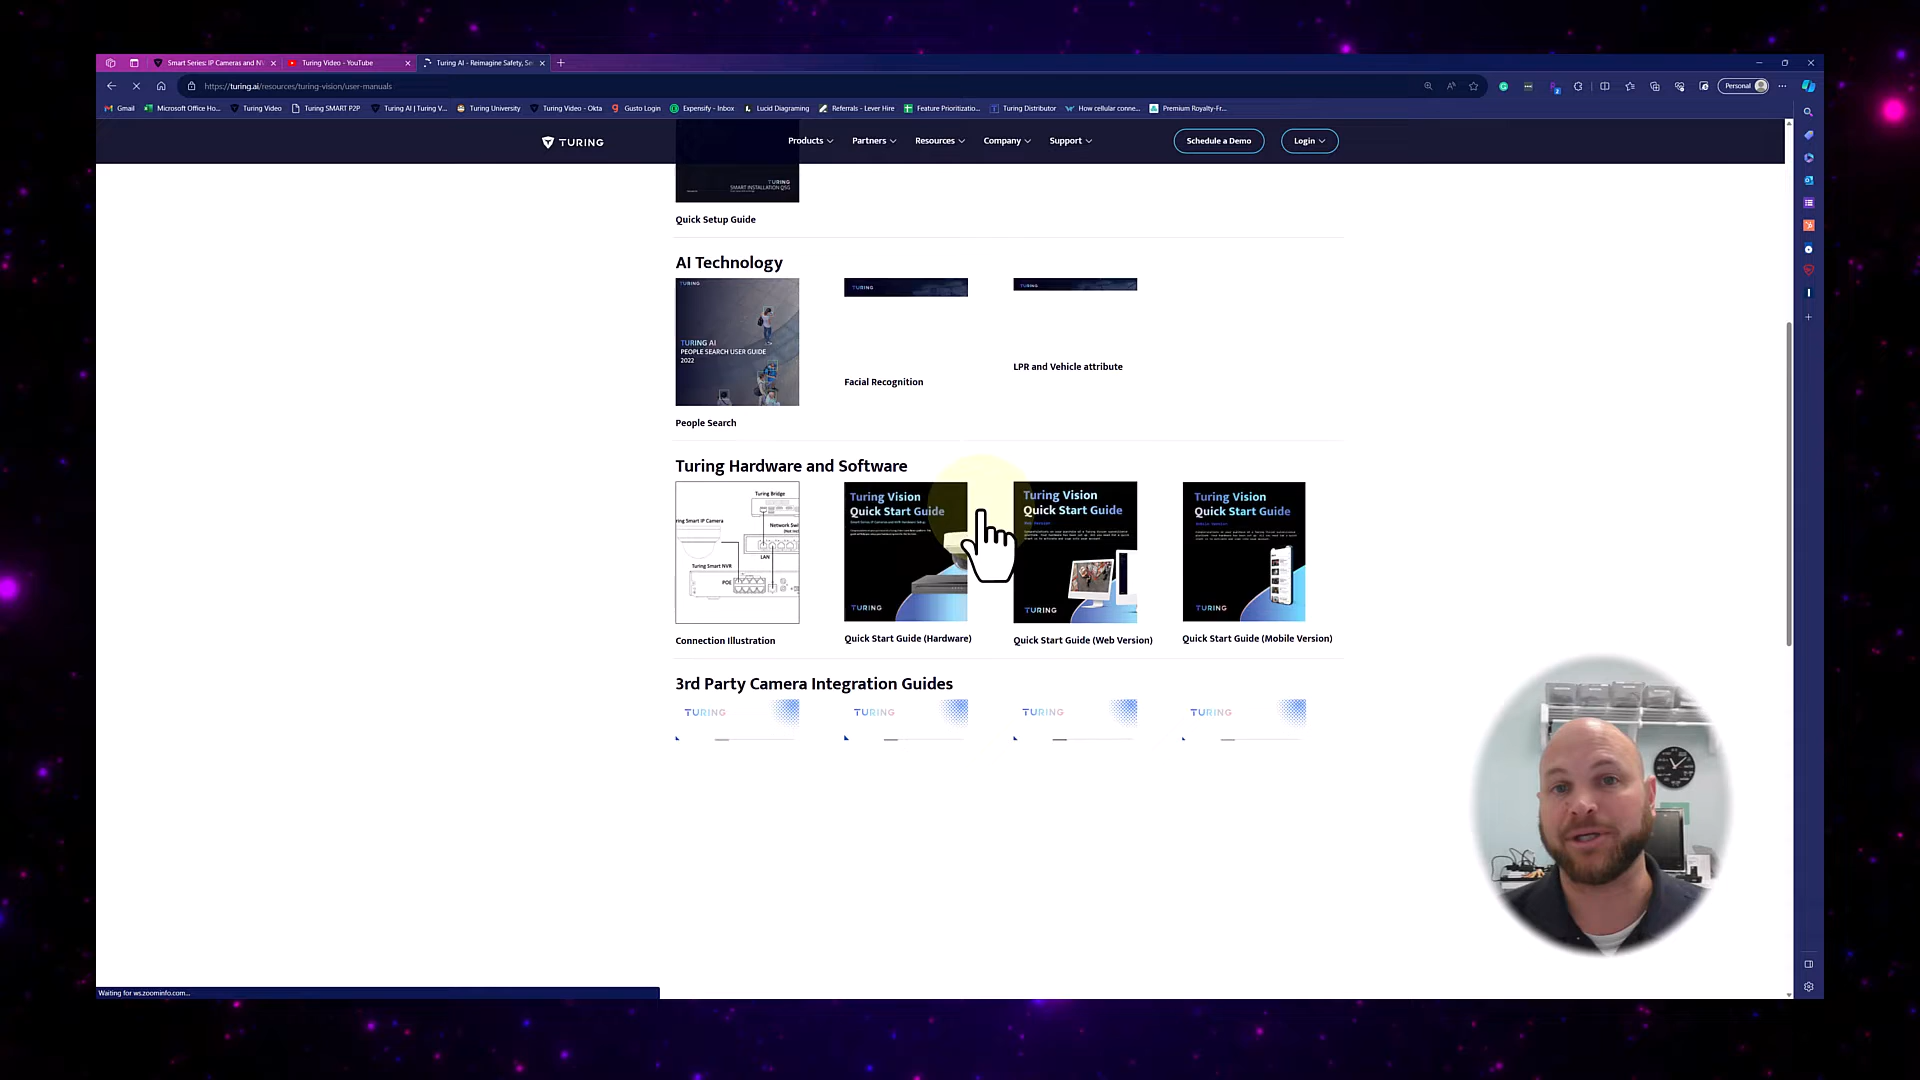 Smart Series: IP Cameras and NV
Turing Video - YouTube
Turing AI - Reimagine Safety, Se
https://turing.ai/resources/turing-vision/user-manuals
Personal
Gmail
Microsoft Office Ho...
Turing Video
Turing SMART P2P
Turing AI | Turing V...
Turing University
Turing Video - Okta
Gusto Login
Expensify - Inbox
Lucid Diagraming
Referrals - Lever Hire
Feature Prioritizatio...
Turing Distributor
How cellular conne...
Premium Royalty-Fr...
TURING
Products
Partners
Resources
Company
Support
Schedule a Demo
Login
TURING
SMART INSTALLATION QSG
Quick Setup Guide
AI Technology
TURING
TURING AI
PEOPLE SEARCH USER GUIDE
2022
People Search
TURING
Facial Recognition
TURING
LPR and Vehicle attribute
Turing Hardware and Software
Turing Bridge
ring Smart IP Camera
Network Swi
LAN
Turing Smart NVR
POE
Connection Illustration
Turing Vision
Quick Start Guide
TURING
Quick Start Guide (Hardware)
Turing Vision
Quick Start Guide
TURING
Quick Start Guide (Web Version)
Turing Vision
Quick Start Guide
TURING
Quick Start Guide (Mobile Version)
3rd Party Camera Integration Guides
TURING
TURING
TURING
TURING
Waiting for ws.zoominfo.com...